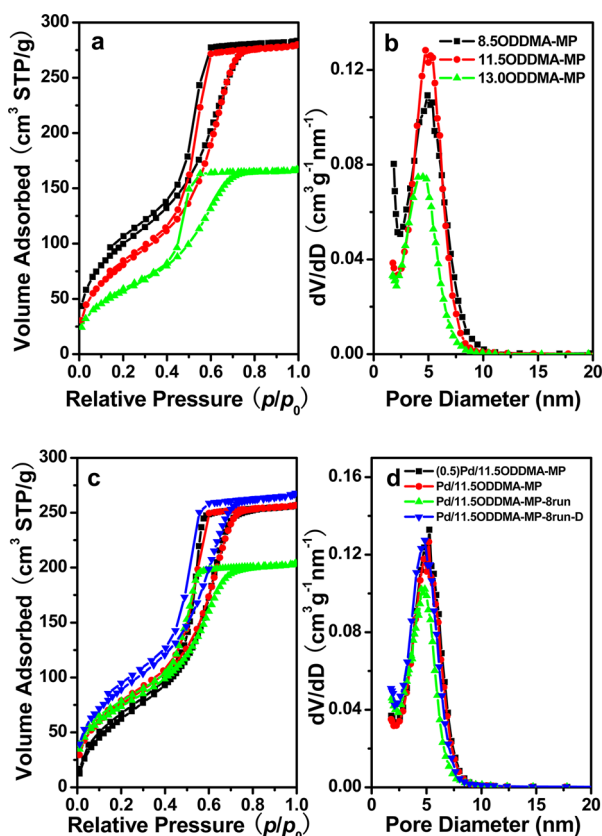 a
Volume Adsorbed (cm³ STP/g)
300
250
200
150
100
50
0
0.0 0.2 0.4 0.6 0.8 1.0
Relative Pressure (p/p₀)
b
8.5ODDMA-MP
11.5ODDMA-MP
13.0ODDMA-MP
dV/dD (cm³g⁻¹nm⁻¹)
0.12
0.08
0.04
0.00
0 5 10 15 20
Pore Diameter (nm)
c
Volume Adsorbed (cm³ STP/g)
300
250
200
150
100
50
0
0.0 0.2 0.4 0.6 0.8 1.0
Relative Pressure (p/p₀)
d
(0.5)Pd/11.5ODDMA-MP
Pd/11.5ODDMA-MP
Pd/11.5ODDMA-MP-8run
Pd/11.5ODDMA-MP-8run-D
dV/dD (cm³g⁻¹nm⁻¹)
0.16
0.12
0.08
0.04
0.00
0 5 10 15 20
Pore Diameter (nm)